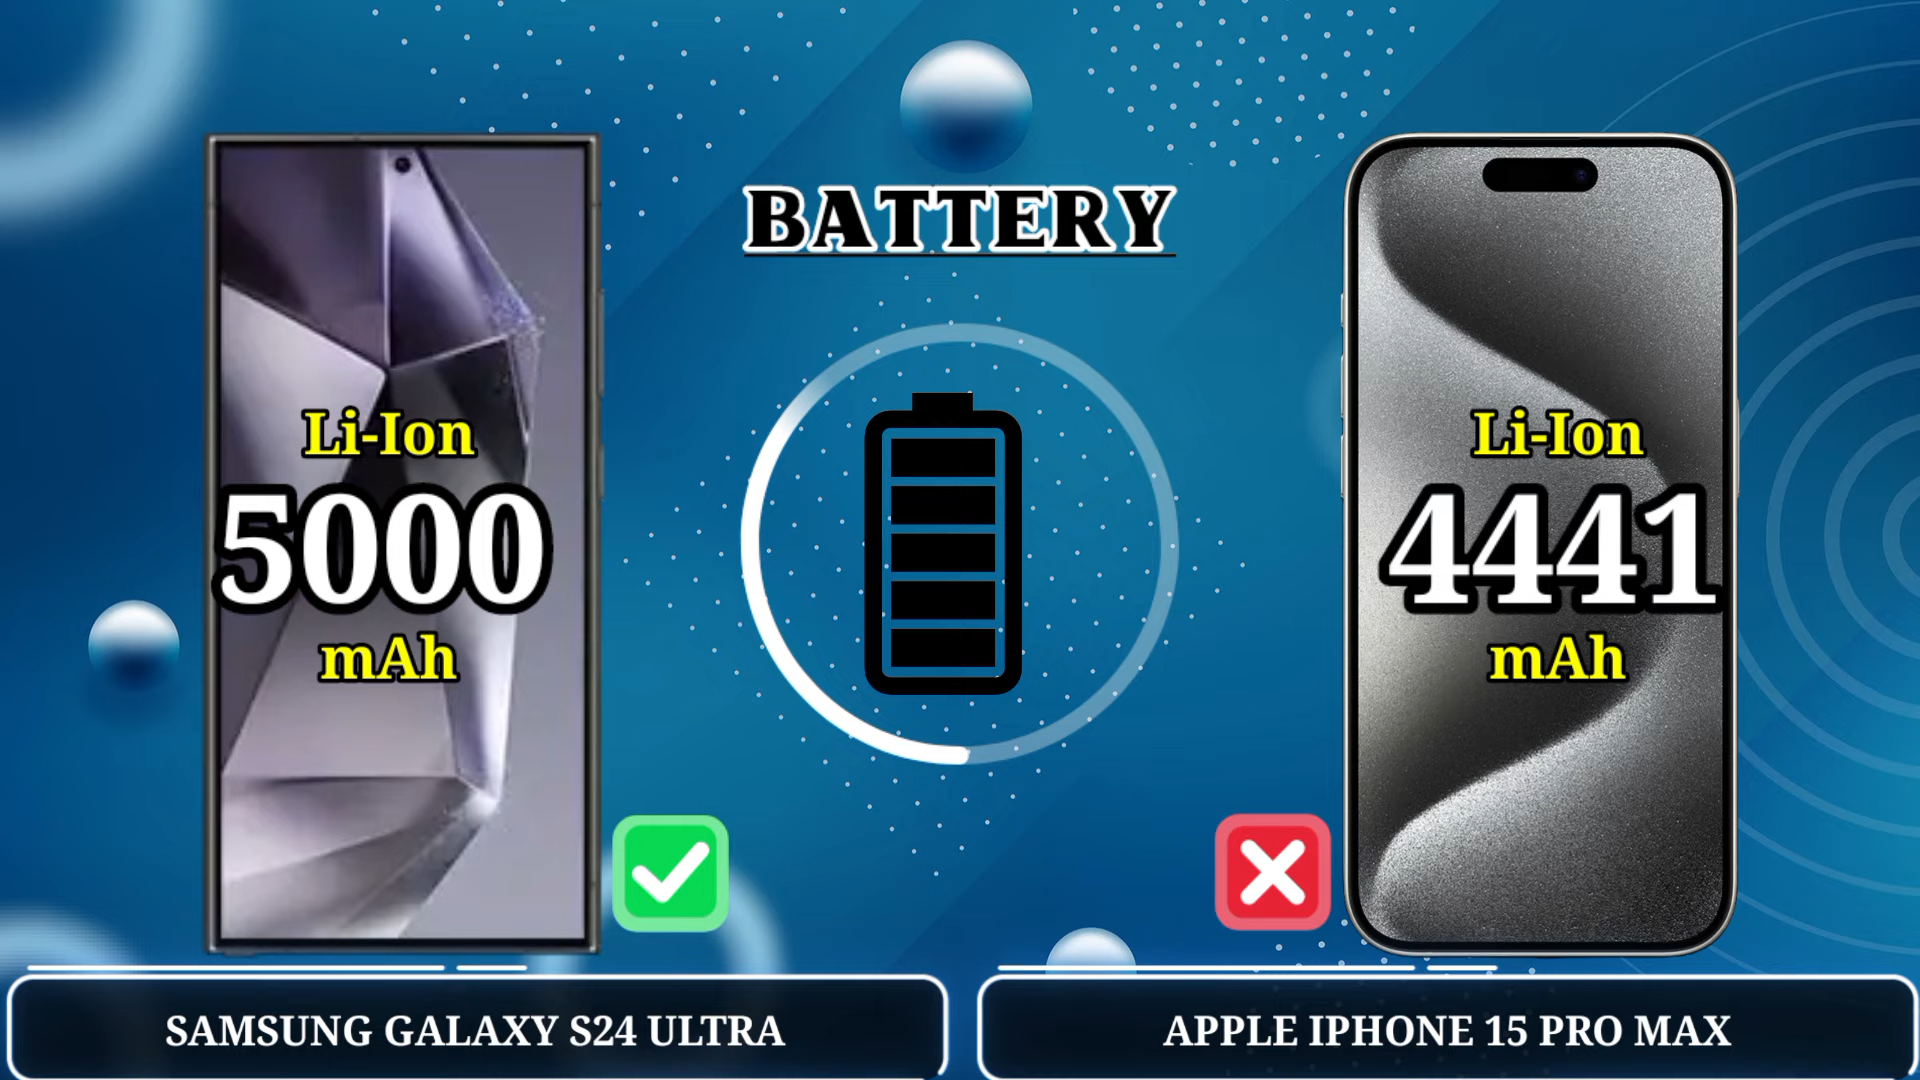 BATTERY
Li-Ion
5000
mAh
Li-Ion
4441
mAh
SAMSUNG GALAXY S24 ULTRA
APPLE IPHONE 15 PRO MAX